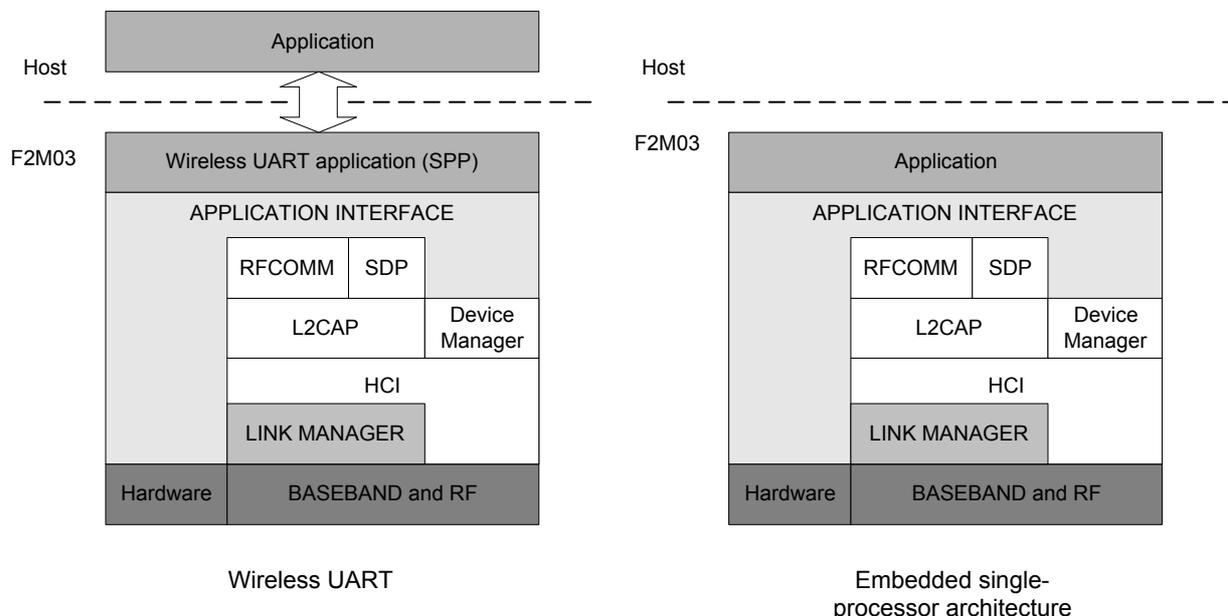 Application
Host
F2M03
Wireless UART application (SPP)
APPLICATION INTERFACE
RFCOMM
SDP
L2CAP
Device
Manager
HCI
LINK MANAGER
Hardware
BASEBAND and RF
Wireless UART
Host
F2M03
Application
APPLICATION INTERFACE
RFCOMM
SDP
L2CAP
Device
Manager
HCI
LINK MANAGER
Hardware
BASEBAND and RF
Embedded single-
processor architecture